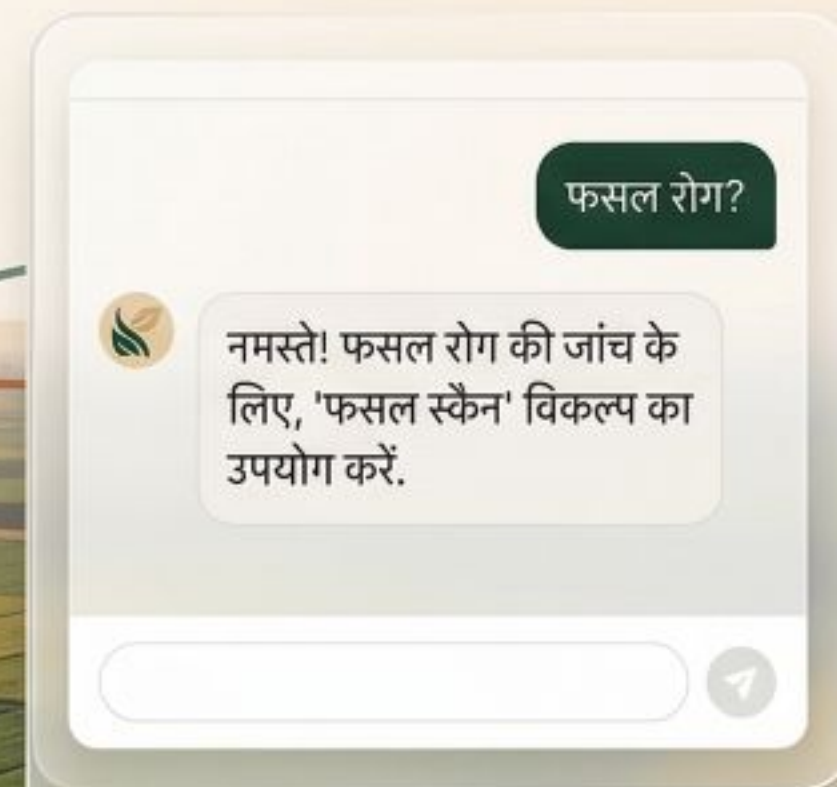 फसल रोग?
नमस्ते! फसल रोग की जांच के
लिए, 'फसल स्कैन' विकल्प का
उपयोग करें.